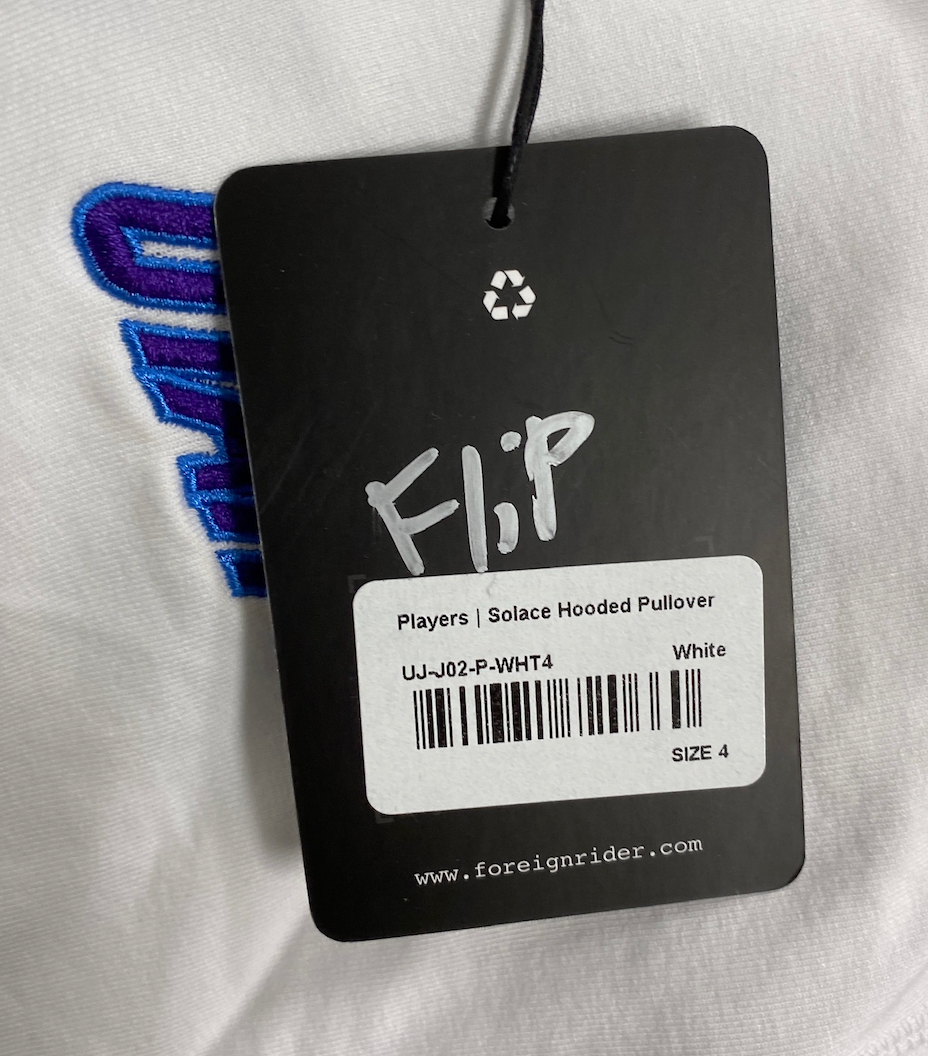 FliP
Players | Solace Hooded Pullover
UJ-J02-P-WHT4
White
SIZE 4
www.foreignrider.com